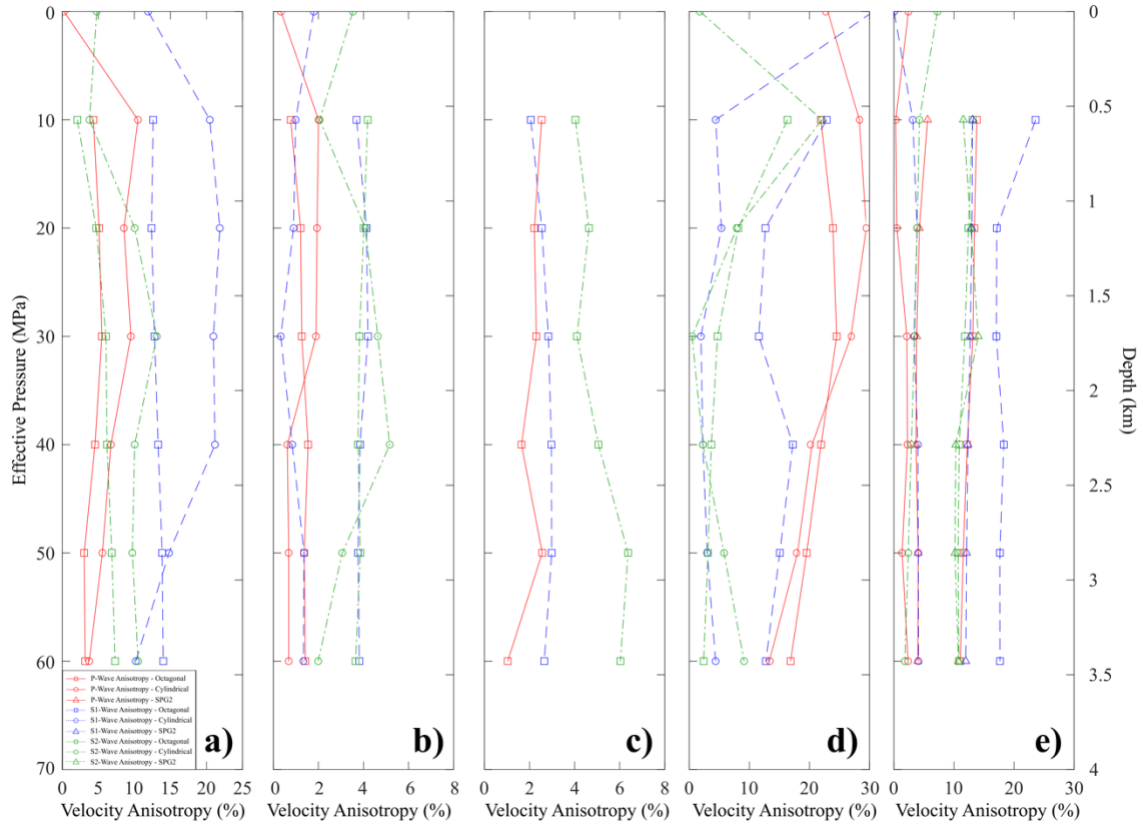 Effective Pressure (MPa)
0
10
20
30
40
50
60
70
P-Wave Anisotropy - Octagonal
P-Wave Anisotropy - Cylindrical
P-Wave Anisotropy - SPG2
S1-Wave Anisotropy - Octagonal
S1-Wave Anisotropy - Cylindrical
S1-Wave Anisotropy - SPG2
S2-Wave Anisotropy - Octagonal
S2-Wave Anisotropy - Cylindrical
S2-Wave Anisotropy - SPG2
a)
0 5 10 15 20 25
Velocity Anisotropy (%)
b)
0 2 4 6 8
Velocity Anisotropy (%)
c)
0 2 4 6 8
Velocity Anisotropy (%)
d)
0 10 20 30
Velocity Anisotropy (%)
e)
0 10 20 30
Velocity Anisotropy (%)
0
0.5
1
1.5
2
2.5
3
3.5
4
Depth (km)